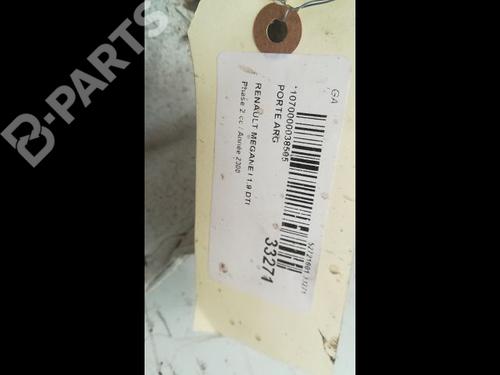 B-PARTS
GA
*1070000038505
PORTE ARG
33271
RENAULT MEGANE I 1.9 DTI
Phase 2 cc : Année 2000